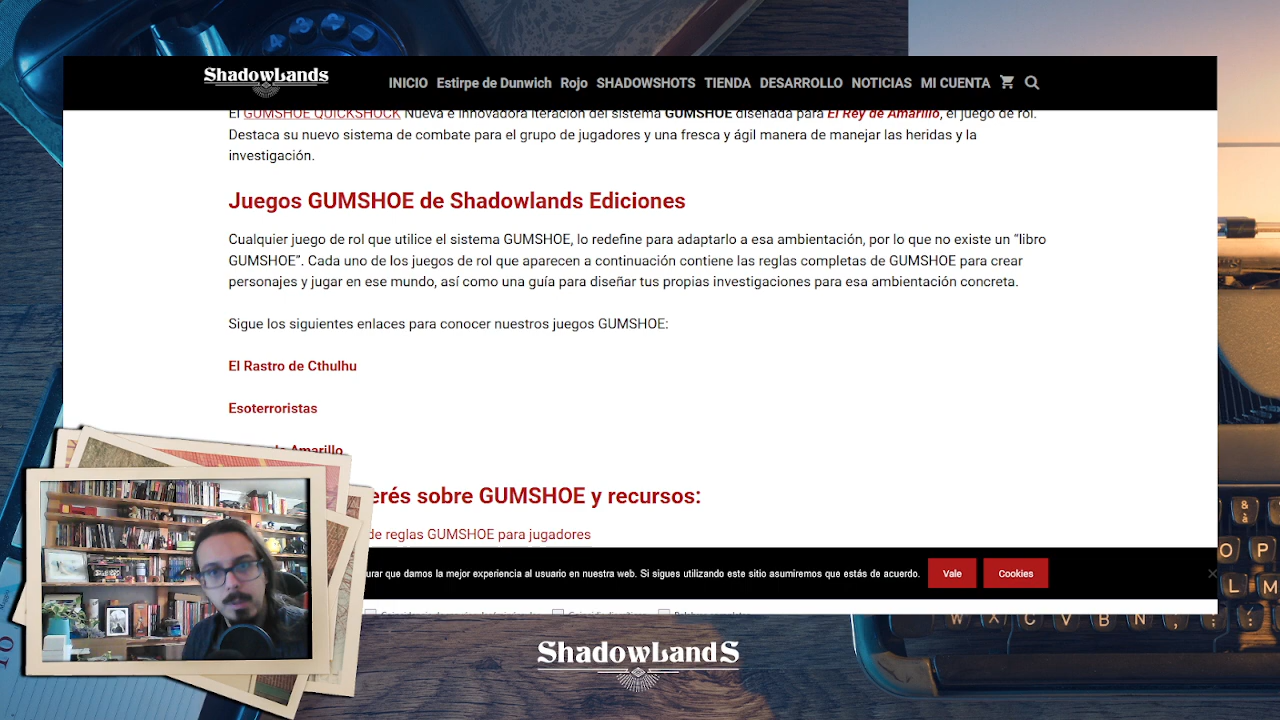 ShadowLands
INICIO Estirpe de Dunwich Rojo SHADOWSHOTS TIENDA DESARROLLO NOTICIAS MI CUENTA
El GUMSHOE QUICKSHOCK Nueva e innovadora iteración del sistema GUMSHOE diseñada para El Rey de Amarillo, el juego de rol.
Destaca su nuevo sistema de combate para el grupo de jugadores y una fresca y ágil manera de manejar las heridas y la
investigación.
Juegos GUMSHOE de Shadowlands Ediciones
Cualquier juego de rol que utilice el sistema GUMSHOE, lo redefine para adaptarlo a esa ambientación, por lo que no existe un “libro
GUMSHOE”. Cada uno de los juegos de rol que aparecen a continuación contiene las reglas completas de GUMSHOE para crear
personajes y jugar en ese mundo, así como una guía para diseñar tus propias investigaciones para esa ambientación concreta.
Sigue los siguientes enlaces para conocer nuestros juegos GUMSHOE:
El Rastro de Cthulhu
Esoterroristas
Amarillo
erés sobre GUMSHOE y recursos:
de reglas GUMSHOE para jugadores
urar que damos la mejor experiencia al usuario en nuestra web. Si sigues utilizando este sitio asumiremos que estás de acuerdo.
Vale
Cookies
ShadowLandS
O P
L M
W X C V B N